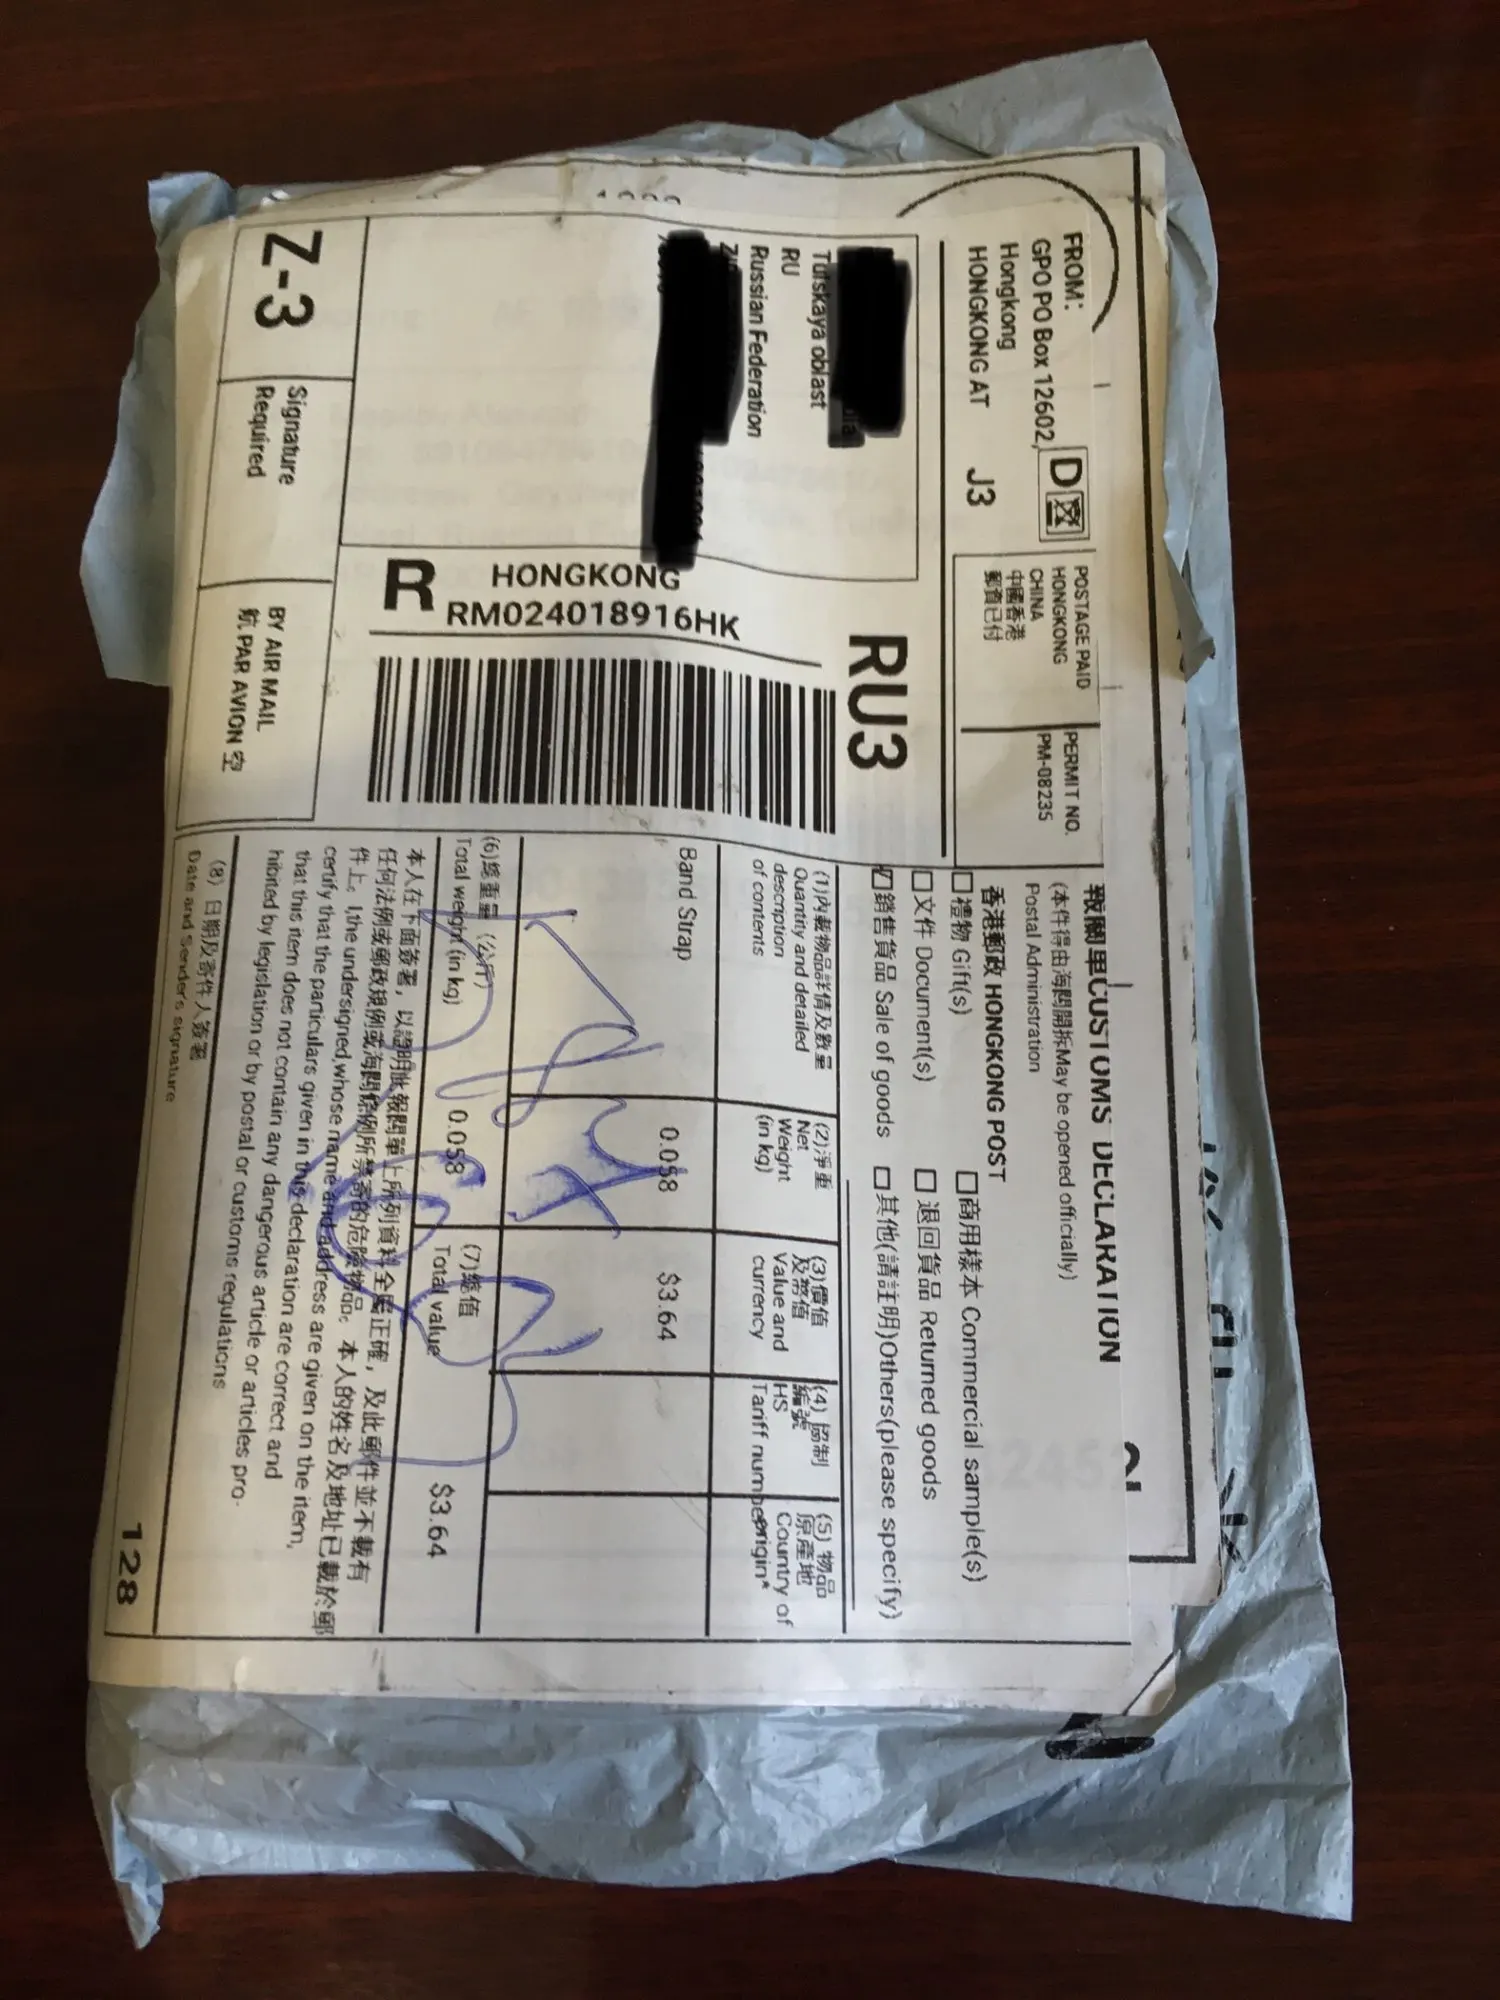 FROM:
GPO PO Box 12602,
Hongkong
HONGKONG AT J3
D
POSTAGE PAID
HONGKONG
CHINA
中國香港
郵資已付
PERMIT NO.
PM-08235
RU3
Tul'skaya oblast
RU
Russian Federation
HONGKONG
R RM024018916HK
Z-3
Signature
Required
BY AIR MAIL
航 PAR AVION 空
報關單CUSTOMS DECLARATION
(本件得由海關開拆May be opened officially)
Postal Administration
香港郵政 HONGKONG POST
禮物 Gift(s)
商用樣本 Commercial sample(s)
文件 Document(s)
退回貨品 Returned goods
銷售貨品 Sale of goods
其他(請註明)Others(please specify)
(1)內載物品詳情及數量
Quantity and detailed
description
of contents
(2)淨重
Net
Weight
(in kg)
(3)價值
及幣值
Value and
currency
(4) 協制
編號
HS
Tariff number
(5) 物品
原產地
Country of
origin*
Band Strap 0.058 $3.64
(6)總重量 (公斤)
Total weight (in kg) 0.058
(7)總值
Total value $3.64
本人在下面簽署，以證明此報關單上所列資料全屬正確，及此郵件並不載有
任何法例或郵政規例或海關條例所禁寄的危險物品。本人的姓名及地址已載於郵
件上。I,the undersigned,whose name and address are given on the item,
certify that the particulars given in this declaration are correct and
that this item does not contain any dangerous article or articles pro-
hibited by legislation or by postal or customs regulations
(8) 日期及寄件人簽署
Date and Sender's signature
128